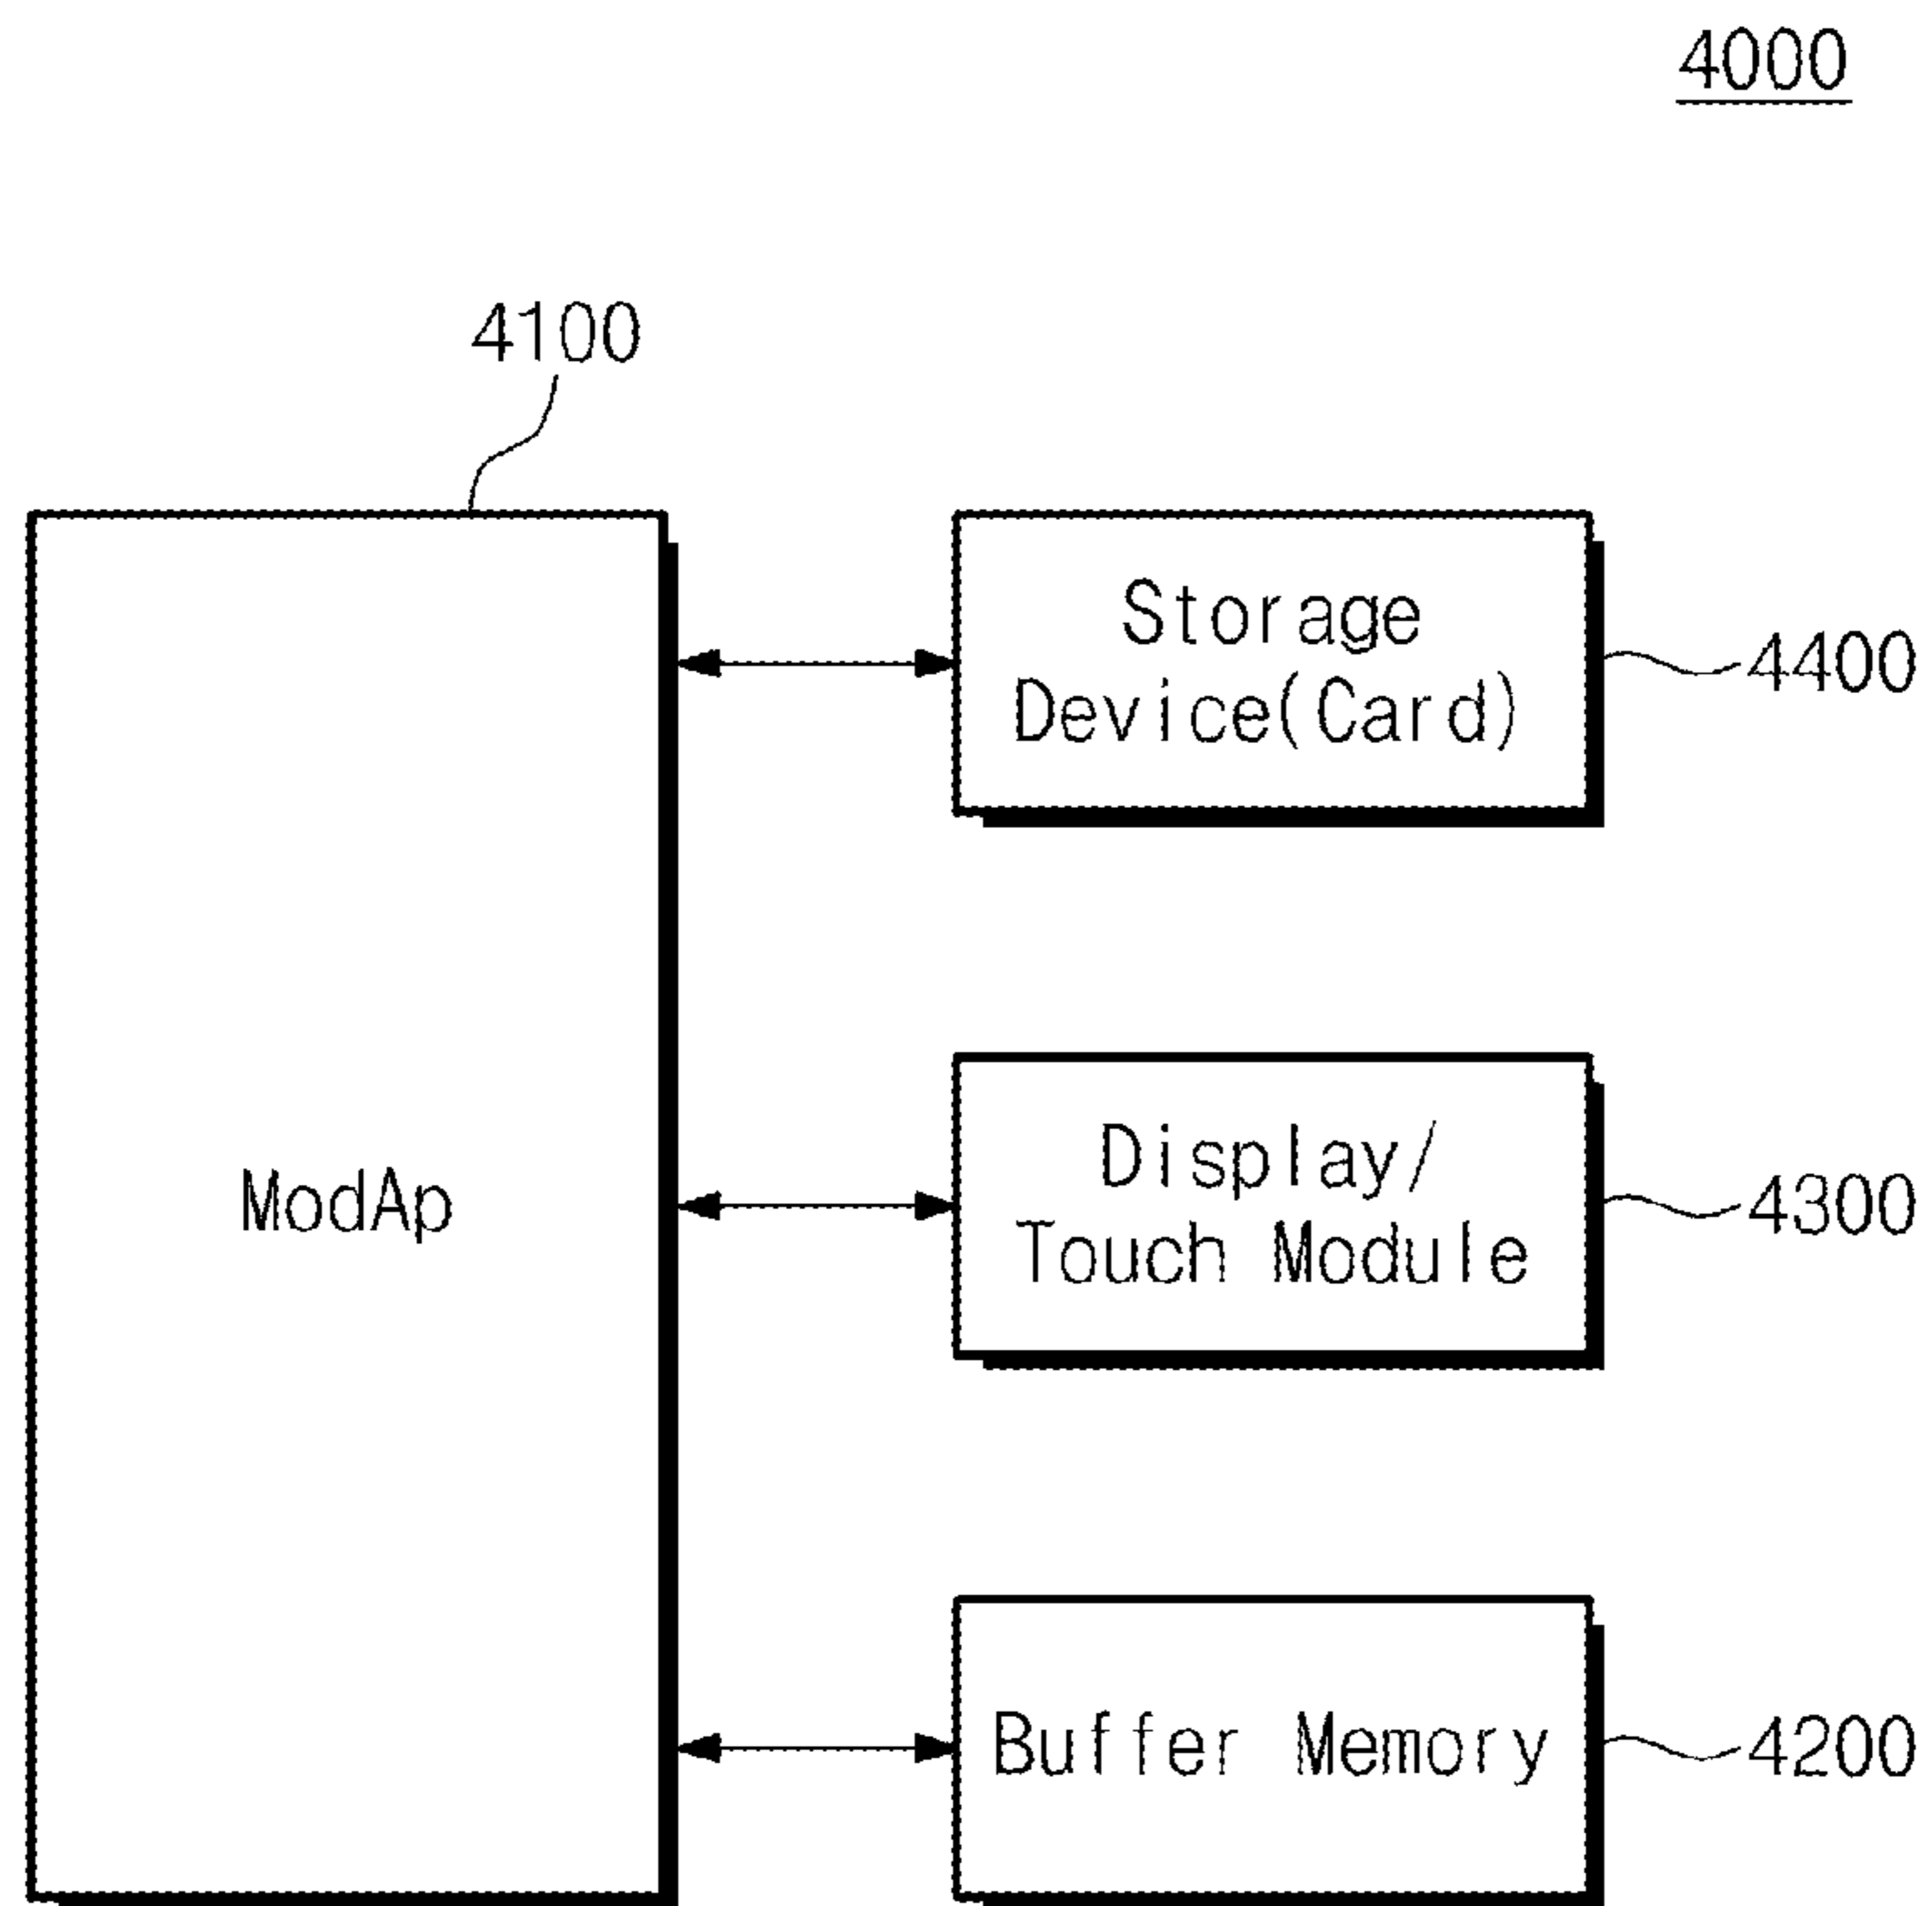 4000
4100
Storage
Device(Card)
4400
ModAp
Display/
Touch Module
4300
Buffer Memory
4200